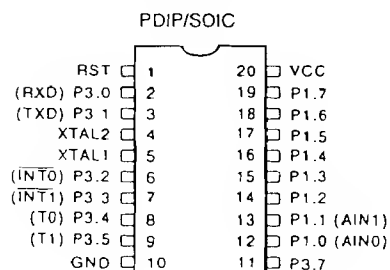 PDIP/SOIC
RST 1 20 VCC
(RXD) P3.0 2 19 P1.7
(TXD) P3 1 3 18 P1.6
XTAL2 4 17 P1.5
XTAL1 5 16 P1.4
(INT0) P3.2 6 15 P1.3
(INT1) P3 3 7 14 P1.2
(T0) P3.4 8 13 P1.1 (AIN1)
(T1) P3.5 9 12 P1.0 (AIN0)
GND 10 11 P3.7